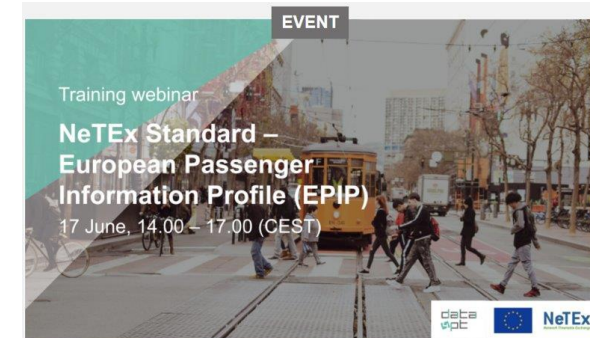 EVENT
Training webinar
NeTEx Standard –
European Passenger
Information Profile (EPIP)
17 June, 14.00 – 17.00 (CEST)
data
4pt
NeTEx